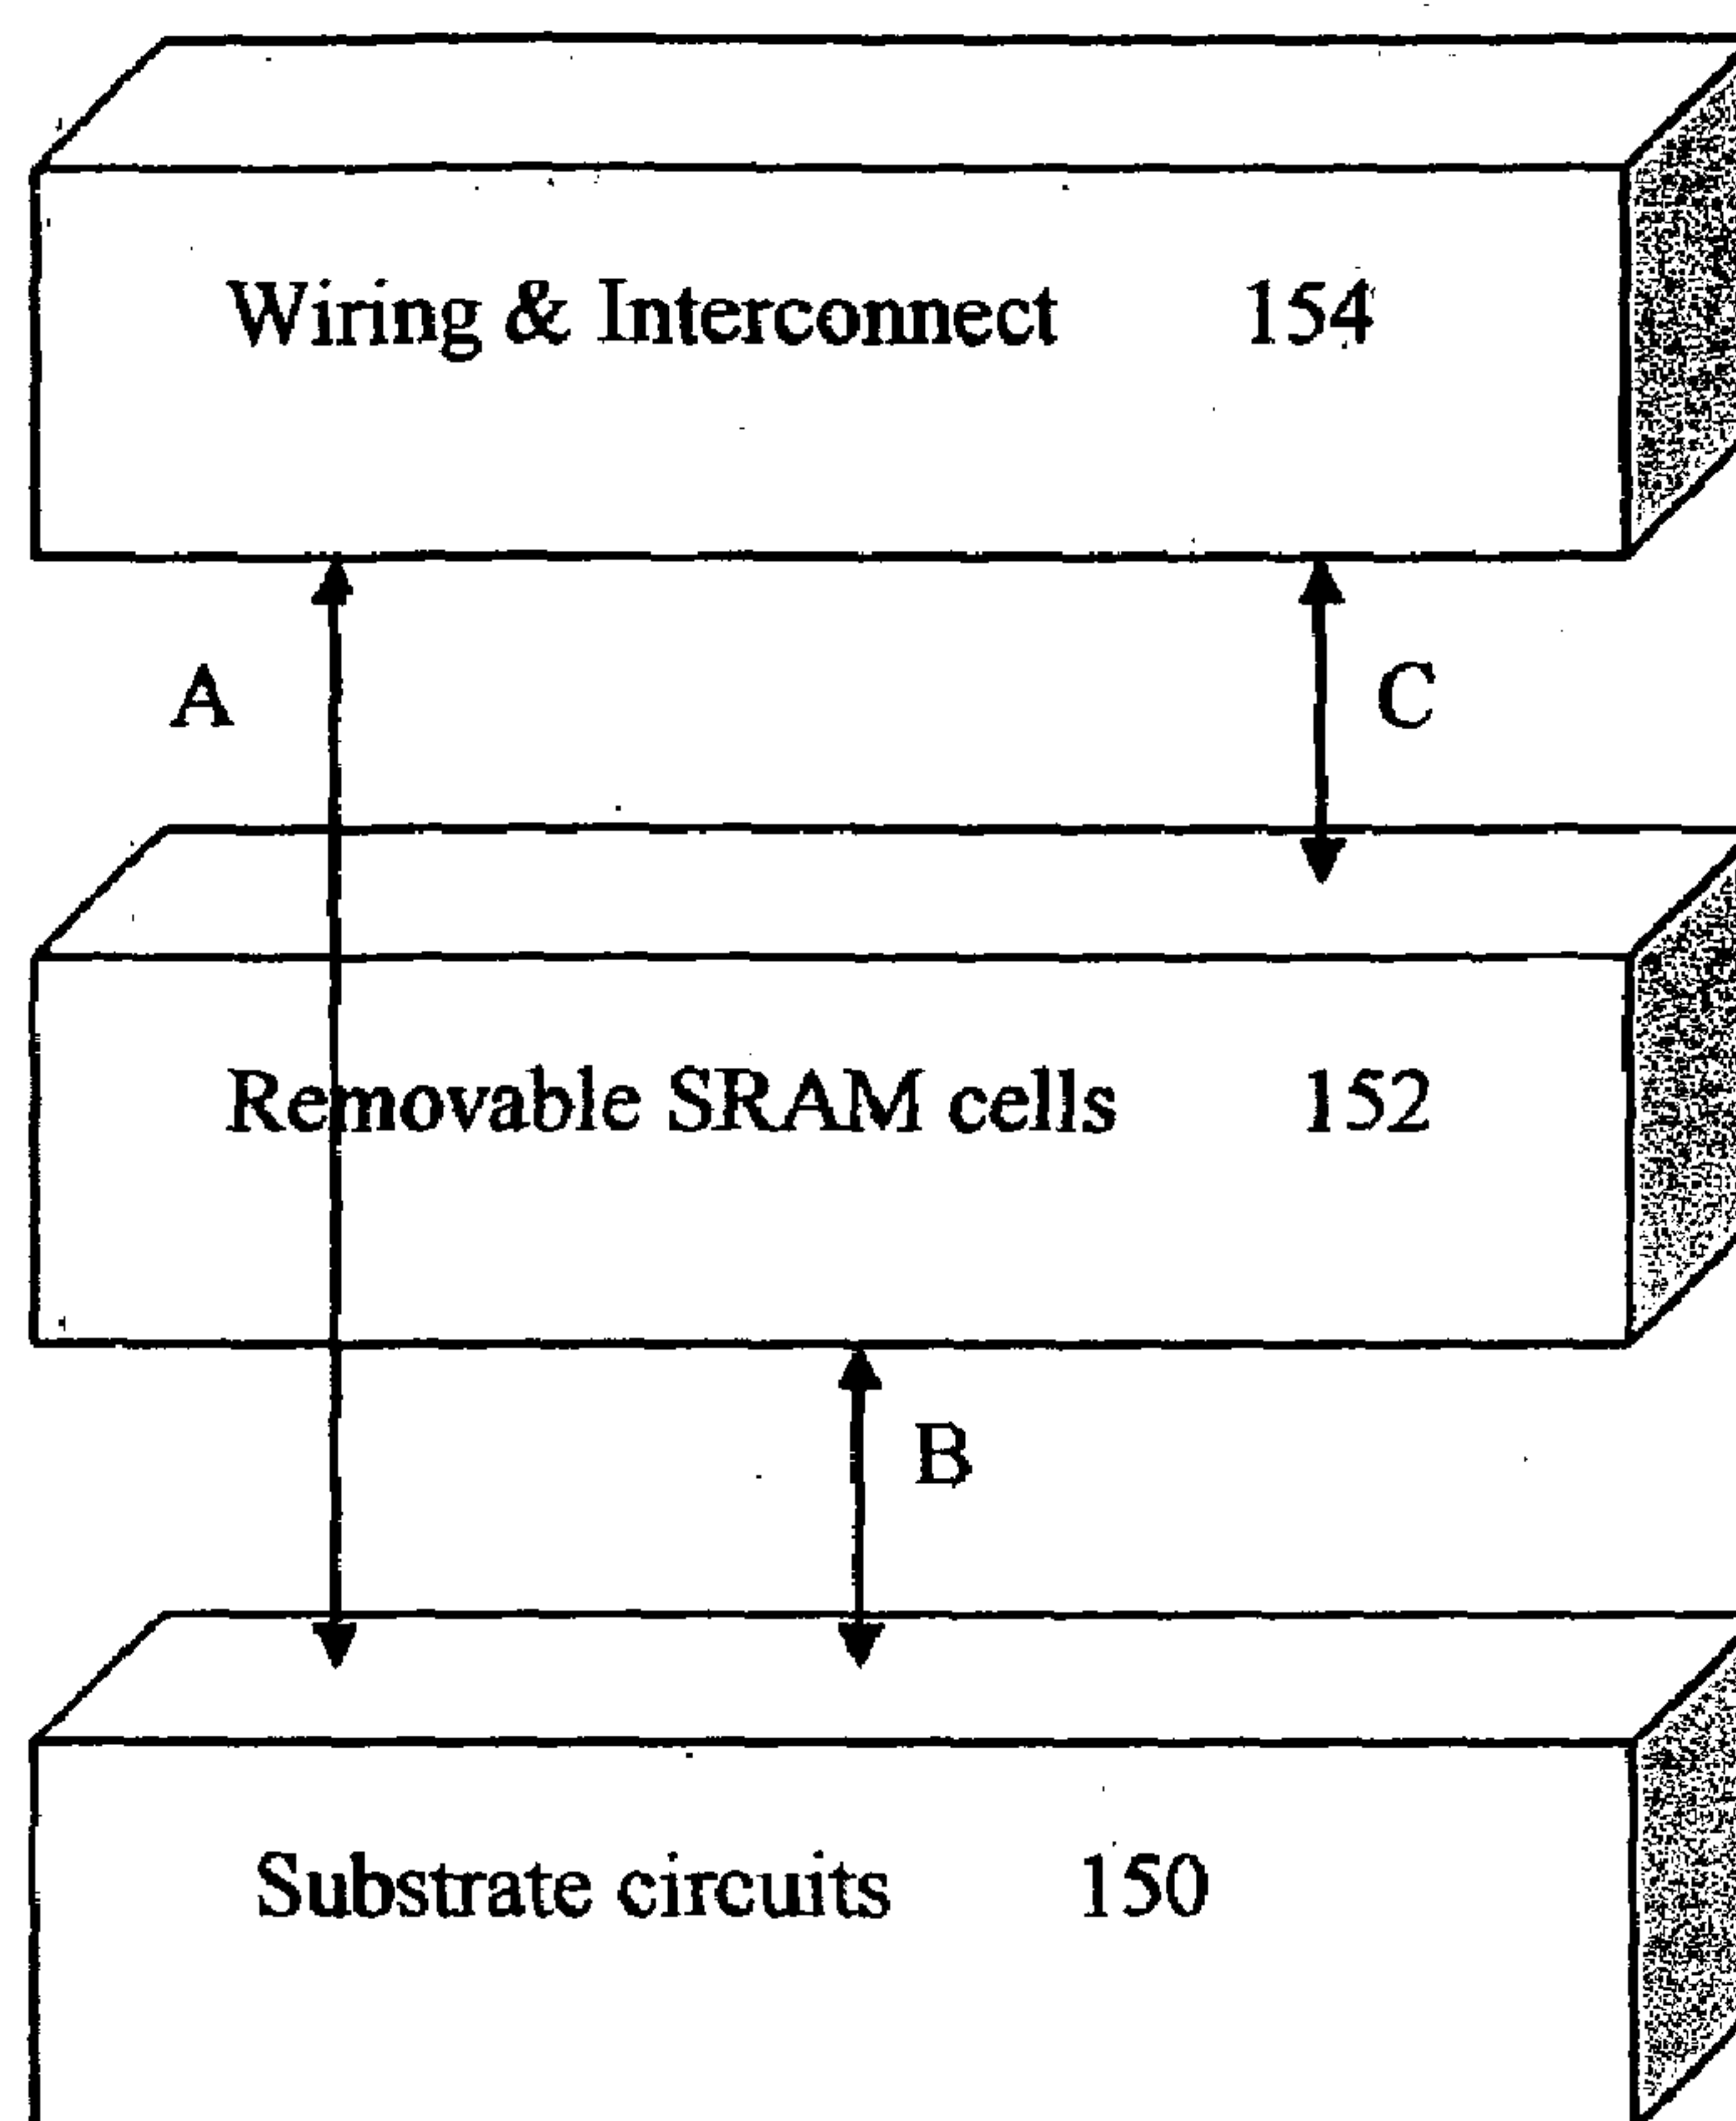 Wiring & Interconnect 154
A
C
Removable SRAM cells 152
B
Substrate circuits 150